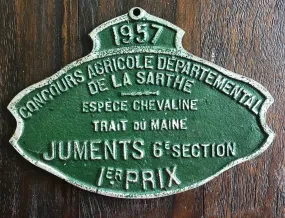 1957
CONCOURS AGRICOLE DÉPARTEMENTAL
DE LA SARTHE
ESPÈCE CHEVALINE
TRAIT DU MAINE
JUMENTS 6E SECTION
1ER PRIX